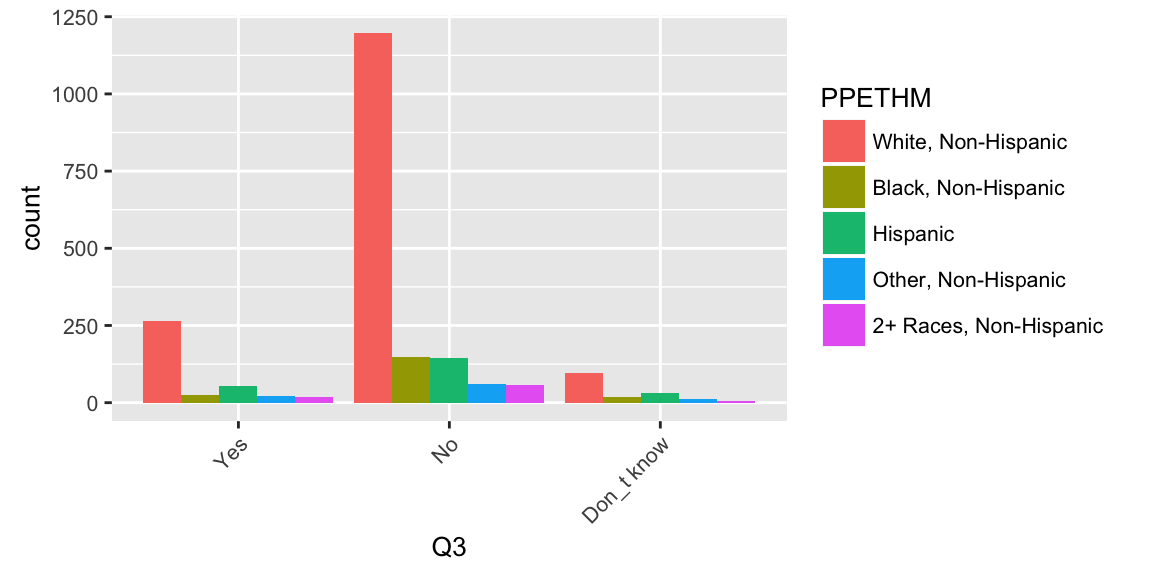 1250
1000
750
500
250
0
count
Yes
No
Don_t know
Q3
PPETHM
White, Non-Hispanic
Black, Non-Hispanic
Hispanic
Other, Non-Hispanic
2+ Races, Non-Hispanic